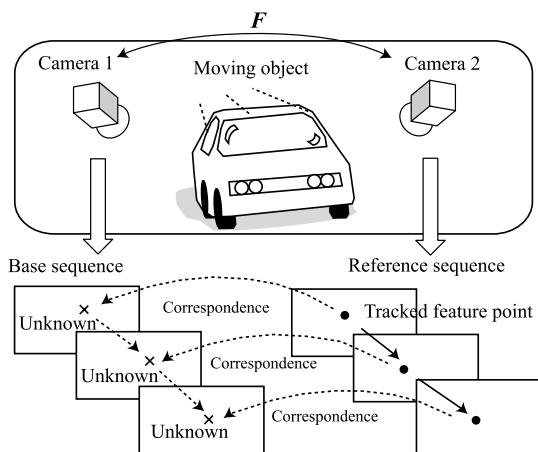 F
Camera 1
Moving object
Camera 2
Base sequence
Reference sequence
Unknown
Correspondence
Tracked feature point
Unknown
Correspondence
Unknown
Correspondence